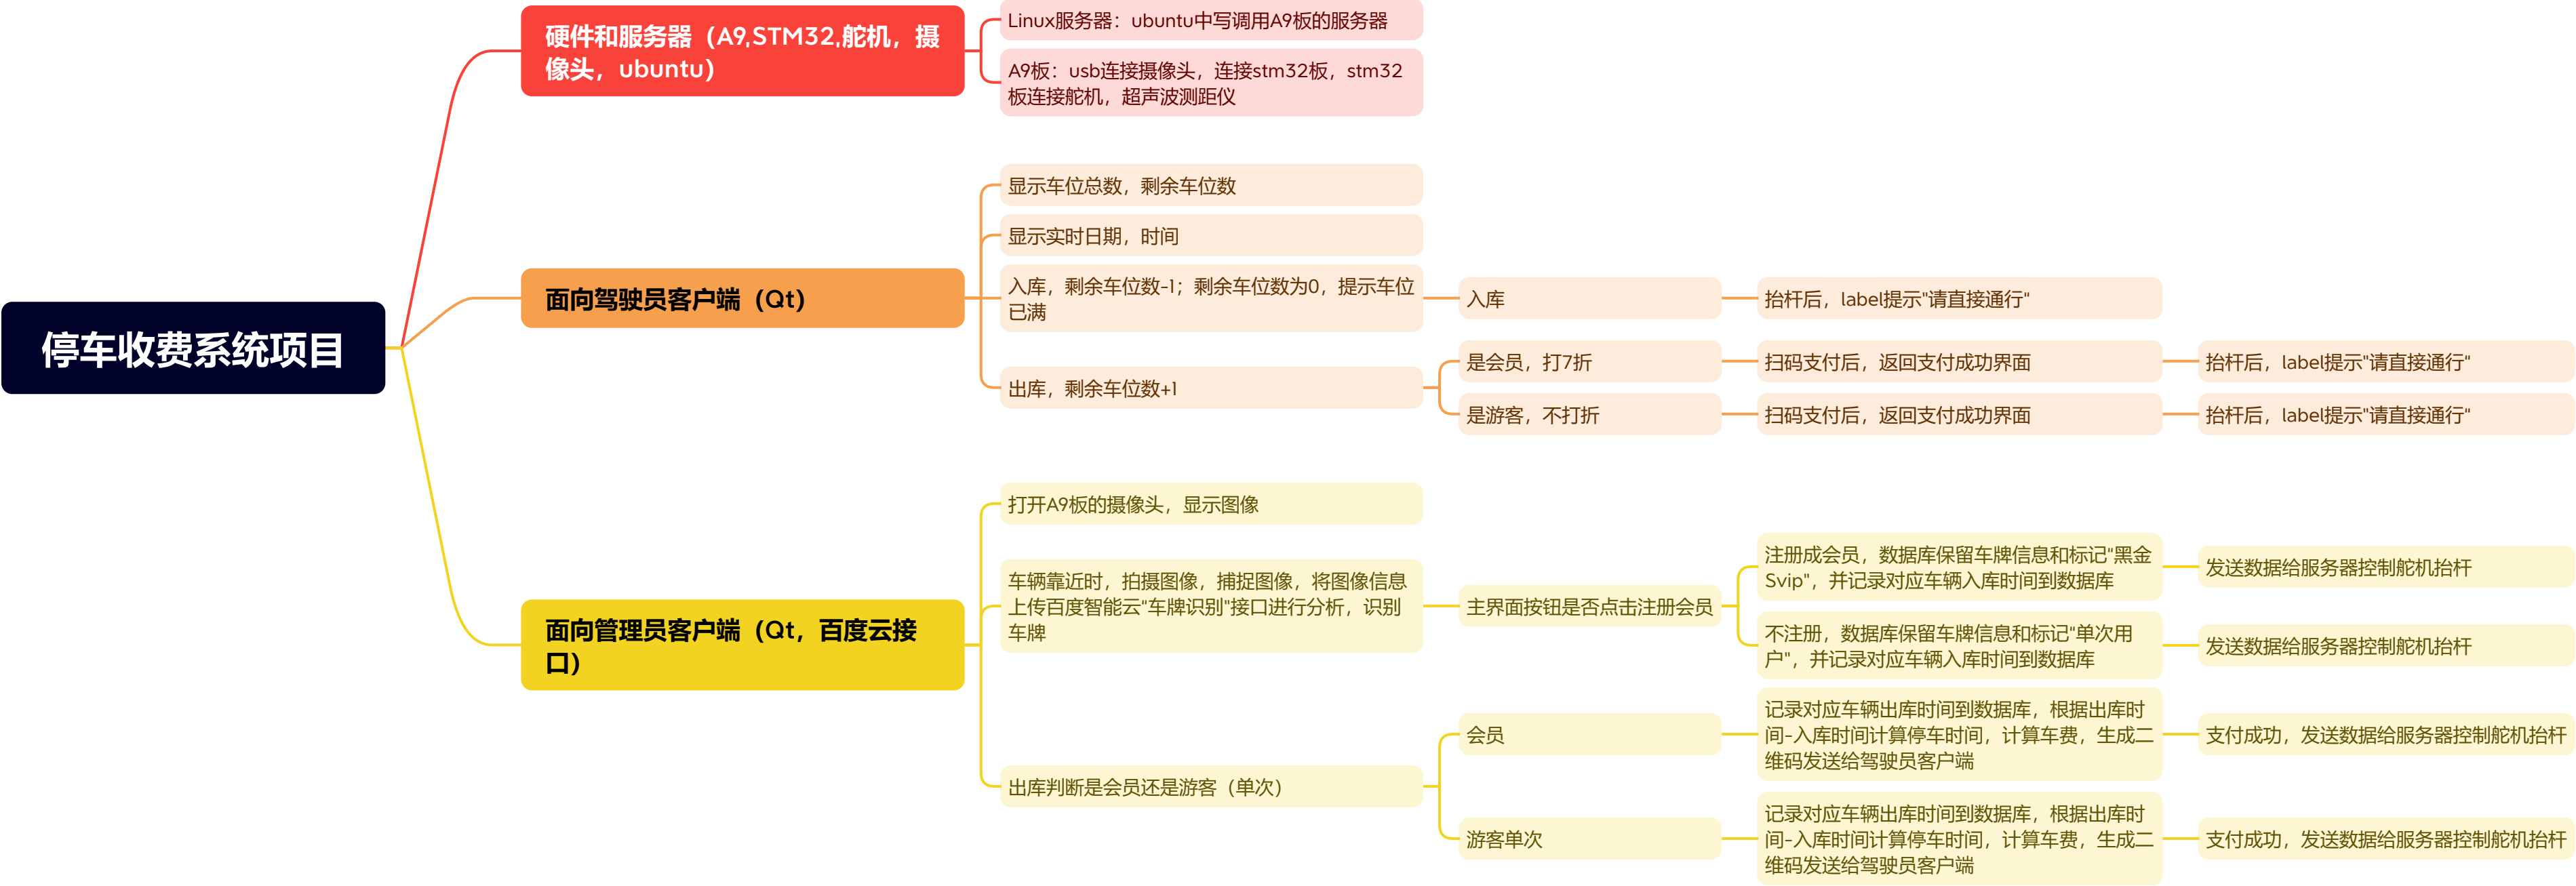 停车收费系统项目
硬件和服务器（A9,STM32,舵机，摄
像头，ubuntu）
Linux服务器：ubuntu中写调用A9板的服务器
A9板：usb连接摄像头，连接stm32板，stm32
板连接舵机，超声波测距仪
面向驾驶员客户端（Qt）
显示车位总数，剩余车位数
显示实时日期，时间
入库，剩余车位数-1；剩余车位数为0，提示车位
已满
入库
抬杆后，label提示"请直接通行"
出库，剩余车位数+1
是会员，打7折
扫码支付后，返回支付成功界面
抬杆后，label提示"请直接通行"
是游客，不打折
扫码支付后，返回支付成功界面
抬杆后，label提示"请直接通行"
面向管理员客户端（Qt，百度云接
口）
打开A9板的摄像头，显示图像
车辆靠近时，拍摄图像，捕捉图像，将图像信息
上传百度智能云"车牌识别"接口进行分析，识别
车牌
主界面按钮是否点击注册会员
注册成会员，数据库保留车牌信息和标记"黑金
Svip"，并记录对应车辆入库时间到数据库
发送数据给服务器控制舵机抬杆
不注册，数据库保留车牌信息和标记"单次用
户"，并记录对应车辆入库时间到数据库
发送数据给服务器控制舵机抬杆
出库判断是会员还是游客（单次）
会员
记录对应车辆出库时间到数据库，根据出库时
间-入库时间计算停车时间，计算车费，生成二
维码发送给驾驶员客户端
支付成功，发送数据给服务器控制舵机抬杆
游客单次
记录对应车辆出库时间到数据库，根据出库时
间-入库时间计算停车时间，计算车费，生成二
维码发送给驾驶员客户端
支付成功，发送数据给服务器控制舵机抬杆